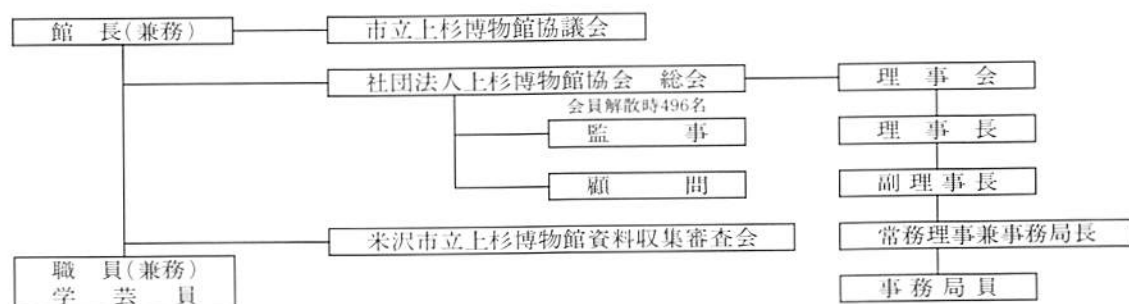 館 長(兼務)
市立上杉博物館協議会
社団法人上杉博物館協会 総会
理 事 会
会員解散時496名
監 事
理 事 長
顧 問
副 理 事 長
米沢市立上杉博物館資料収集審査会
常務理事兼事務局長
職 員(兼務)
学 芸 員
事 務 局 員